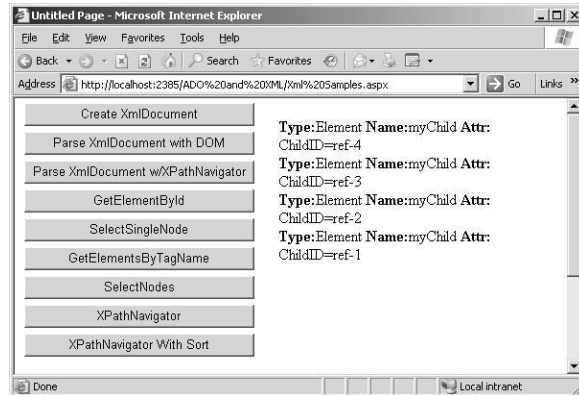 Untitled Page - Microsoft Internet Explorer
File Edit View Favorites Tools Help
Back Search Favorites
Address http://localhost:2385/ADO%20and%20XML/Xml%20Samples.aspx Go Links »
Create XmlDocument
Parse XmlDocument with DOM
Parse XmlDocument w/XPathNavigator
GetElementById
SelectSingleNode
GetElementsByTagName
SelectNodes
XPathNavigator
XPathNavigator With Sort
Type:Element Name:myChild Attr:
ChildID=ref-4
Type:Element Name:myChild Attr:
ChildID=ref-3
Type:Element Name:myChild Attr:
ChildID=ref-2
Type:Element Name:myChild Attr:
ChildID=ref-1
Done Local intranet